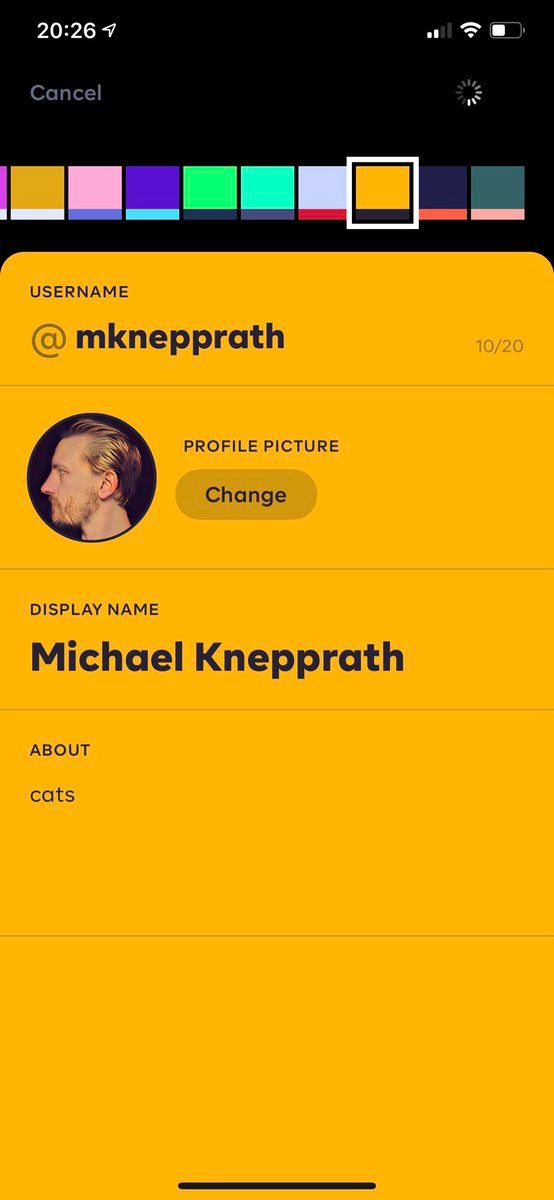 20:26
Cancel
USERNAME
@mknepprath
10/20
PROFILE PICTURE
Change
DISPLAY NAME
Michael Knepprath
ABOUT
cats